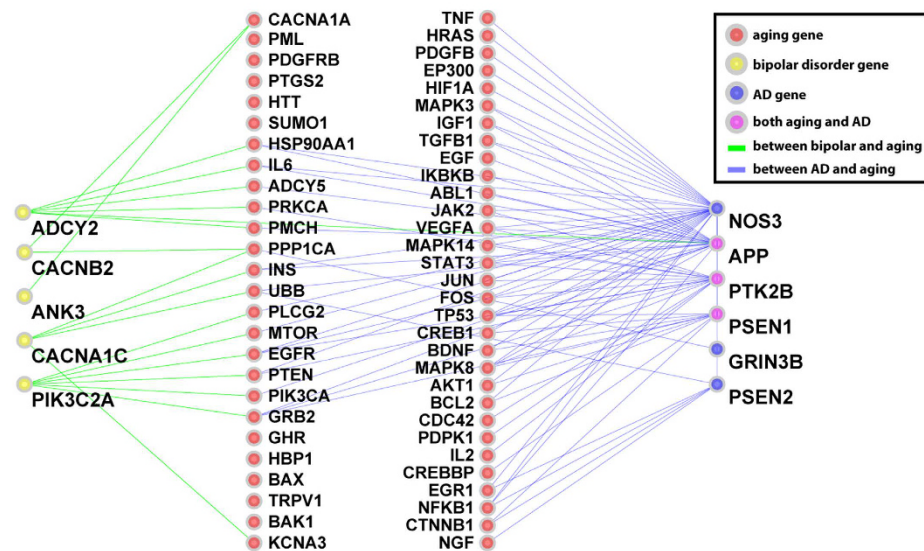 ADCY2
CACNB2
ANK3
CACNA1C
PIK3C2A
CACNA1A
PML
PDGFRB
PTGS2
HTT
SUMO1
HSP90AA1
IL6
ADCY5
PRKCA
PMCH
PPP1CA
INS
UBB
PLCG2
MTOR
EGFR
PTEN
PIK3CA
GRB2
GHR
HBP1
BAX
TRPV1
BAK1
KCNA3
TNF
HRAS
PDGFB
EP300
HIF1A
MAPK3
IGF1
TGFB1
EGF
IKBKB
ABL1
JAK2
VEGFA
MAPK14
STAT3
JUN
FOS
TP53
CREB1
BDNF
MAPK8
AKT1
BCL2
CDC42
PDPK1
IL2
CREBBP
EGR1
NFKB1
CTNNB1
NGF
NOS3
APP
PTK2B
PSEN1
GRIN3B
PSEN2
aging gene
bipolar disorder gene
AD gene
both aging and AD
between bipolar and aging
between AD and aging